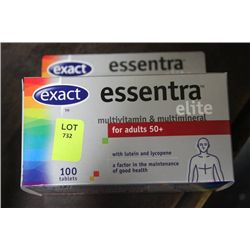 exact essentra
exact essentra
elite
multivitamin & multimineral
for adults 50+
LOT
732
with lutein and lycopene
a factor in the maintenance
of good health
100
tablets